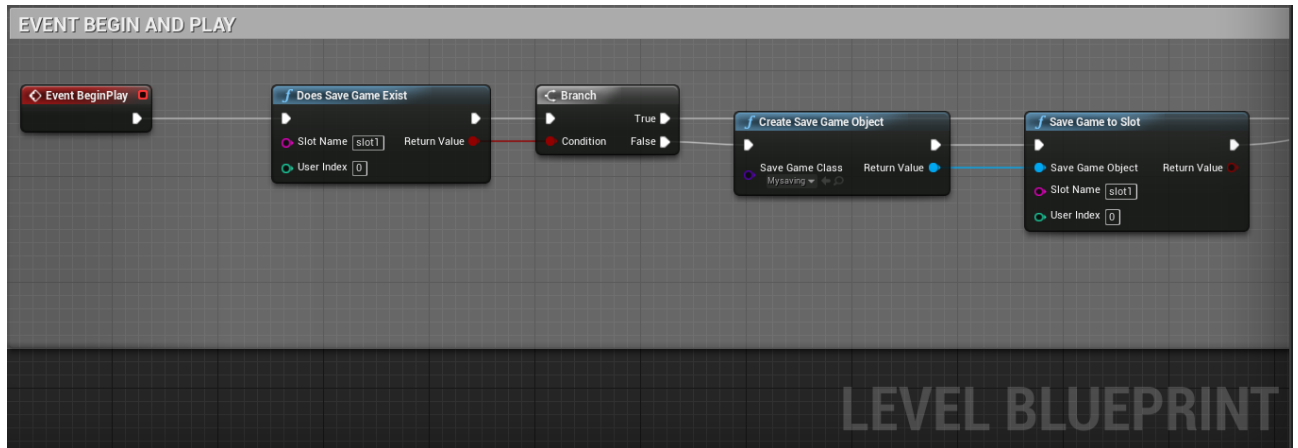 EVENT BEGIN AND PLAY
Event BeginPlay
Does Save Game Exist
Slot Name slot1 Return Value
User Index 0
Branch
True
Condition False
Create Save Game Object
Save Game Class Return Value
Mysaving
Save Game to Slot
Save Game Object Return Value
Slot Name slot1
User Index 0
LEVEL BLUEPRINT